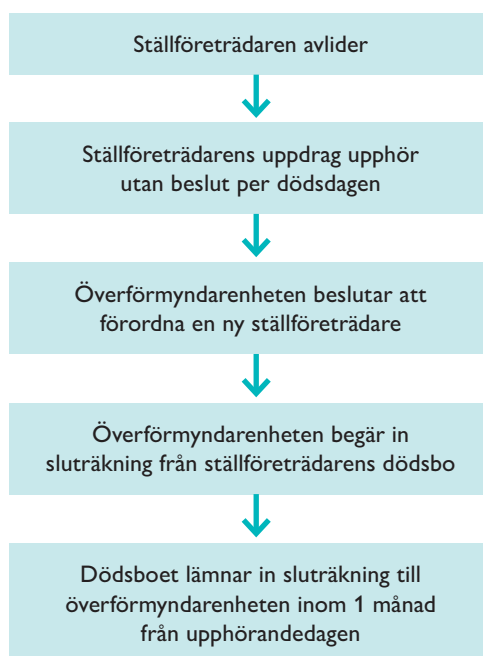 Ställföreträdaren avlider
Ställföreträdarens uppdrag upphör
utan beslut per dödsdagen
Överförmyndarenheten beslutar att
förordna en ny ställföreträdare
Överförmyndarenheten begär in
sluträkning från ställföreträdarens dödsbo
Dödsboet lämnar in sluträkning till
överförmyndarenheten inom 1 månad
från upphörandedagen